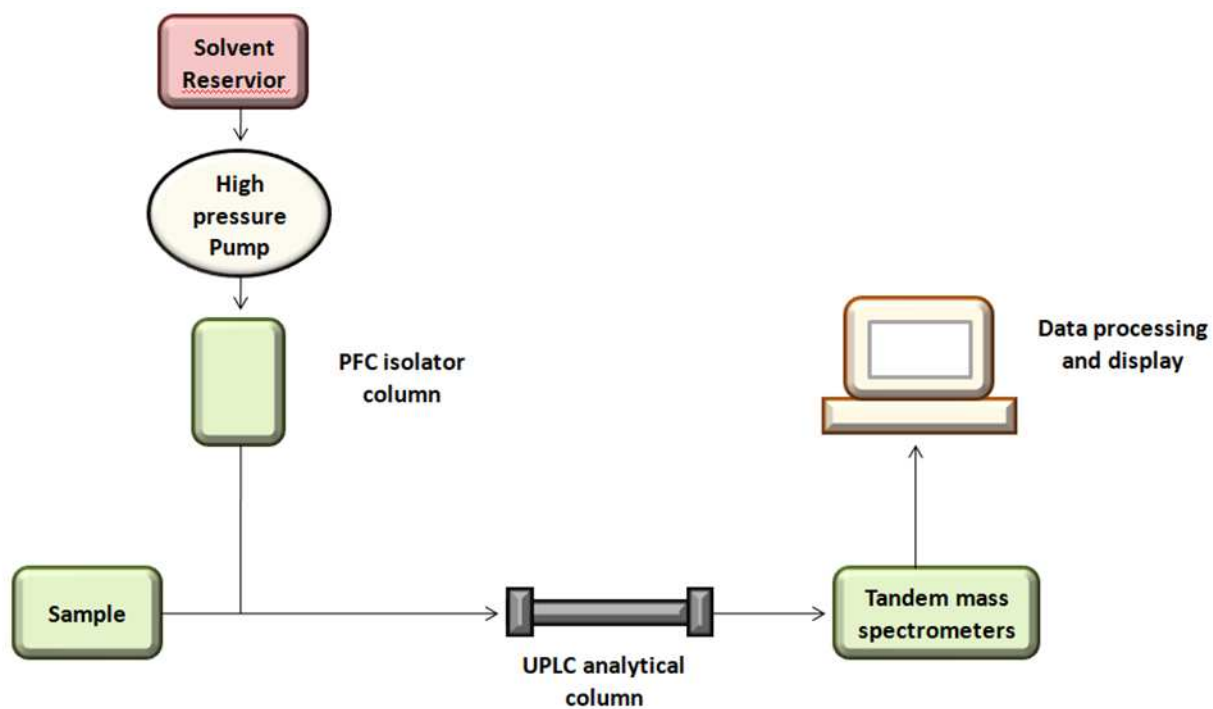 Solvent
Reservior
High
pressure
Pump
PFC isolator
column
Data processing
and display
Sample
UPLC analytical
column
Tandem mass
spectrometers